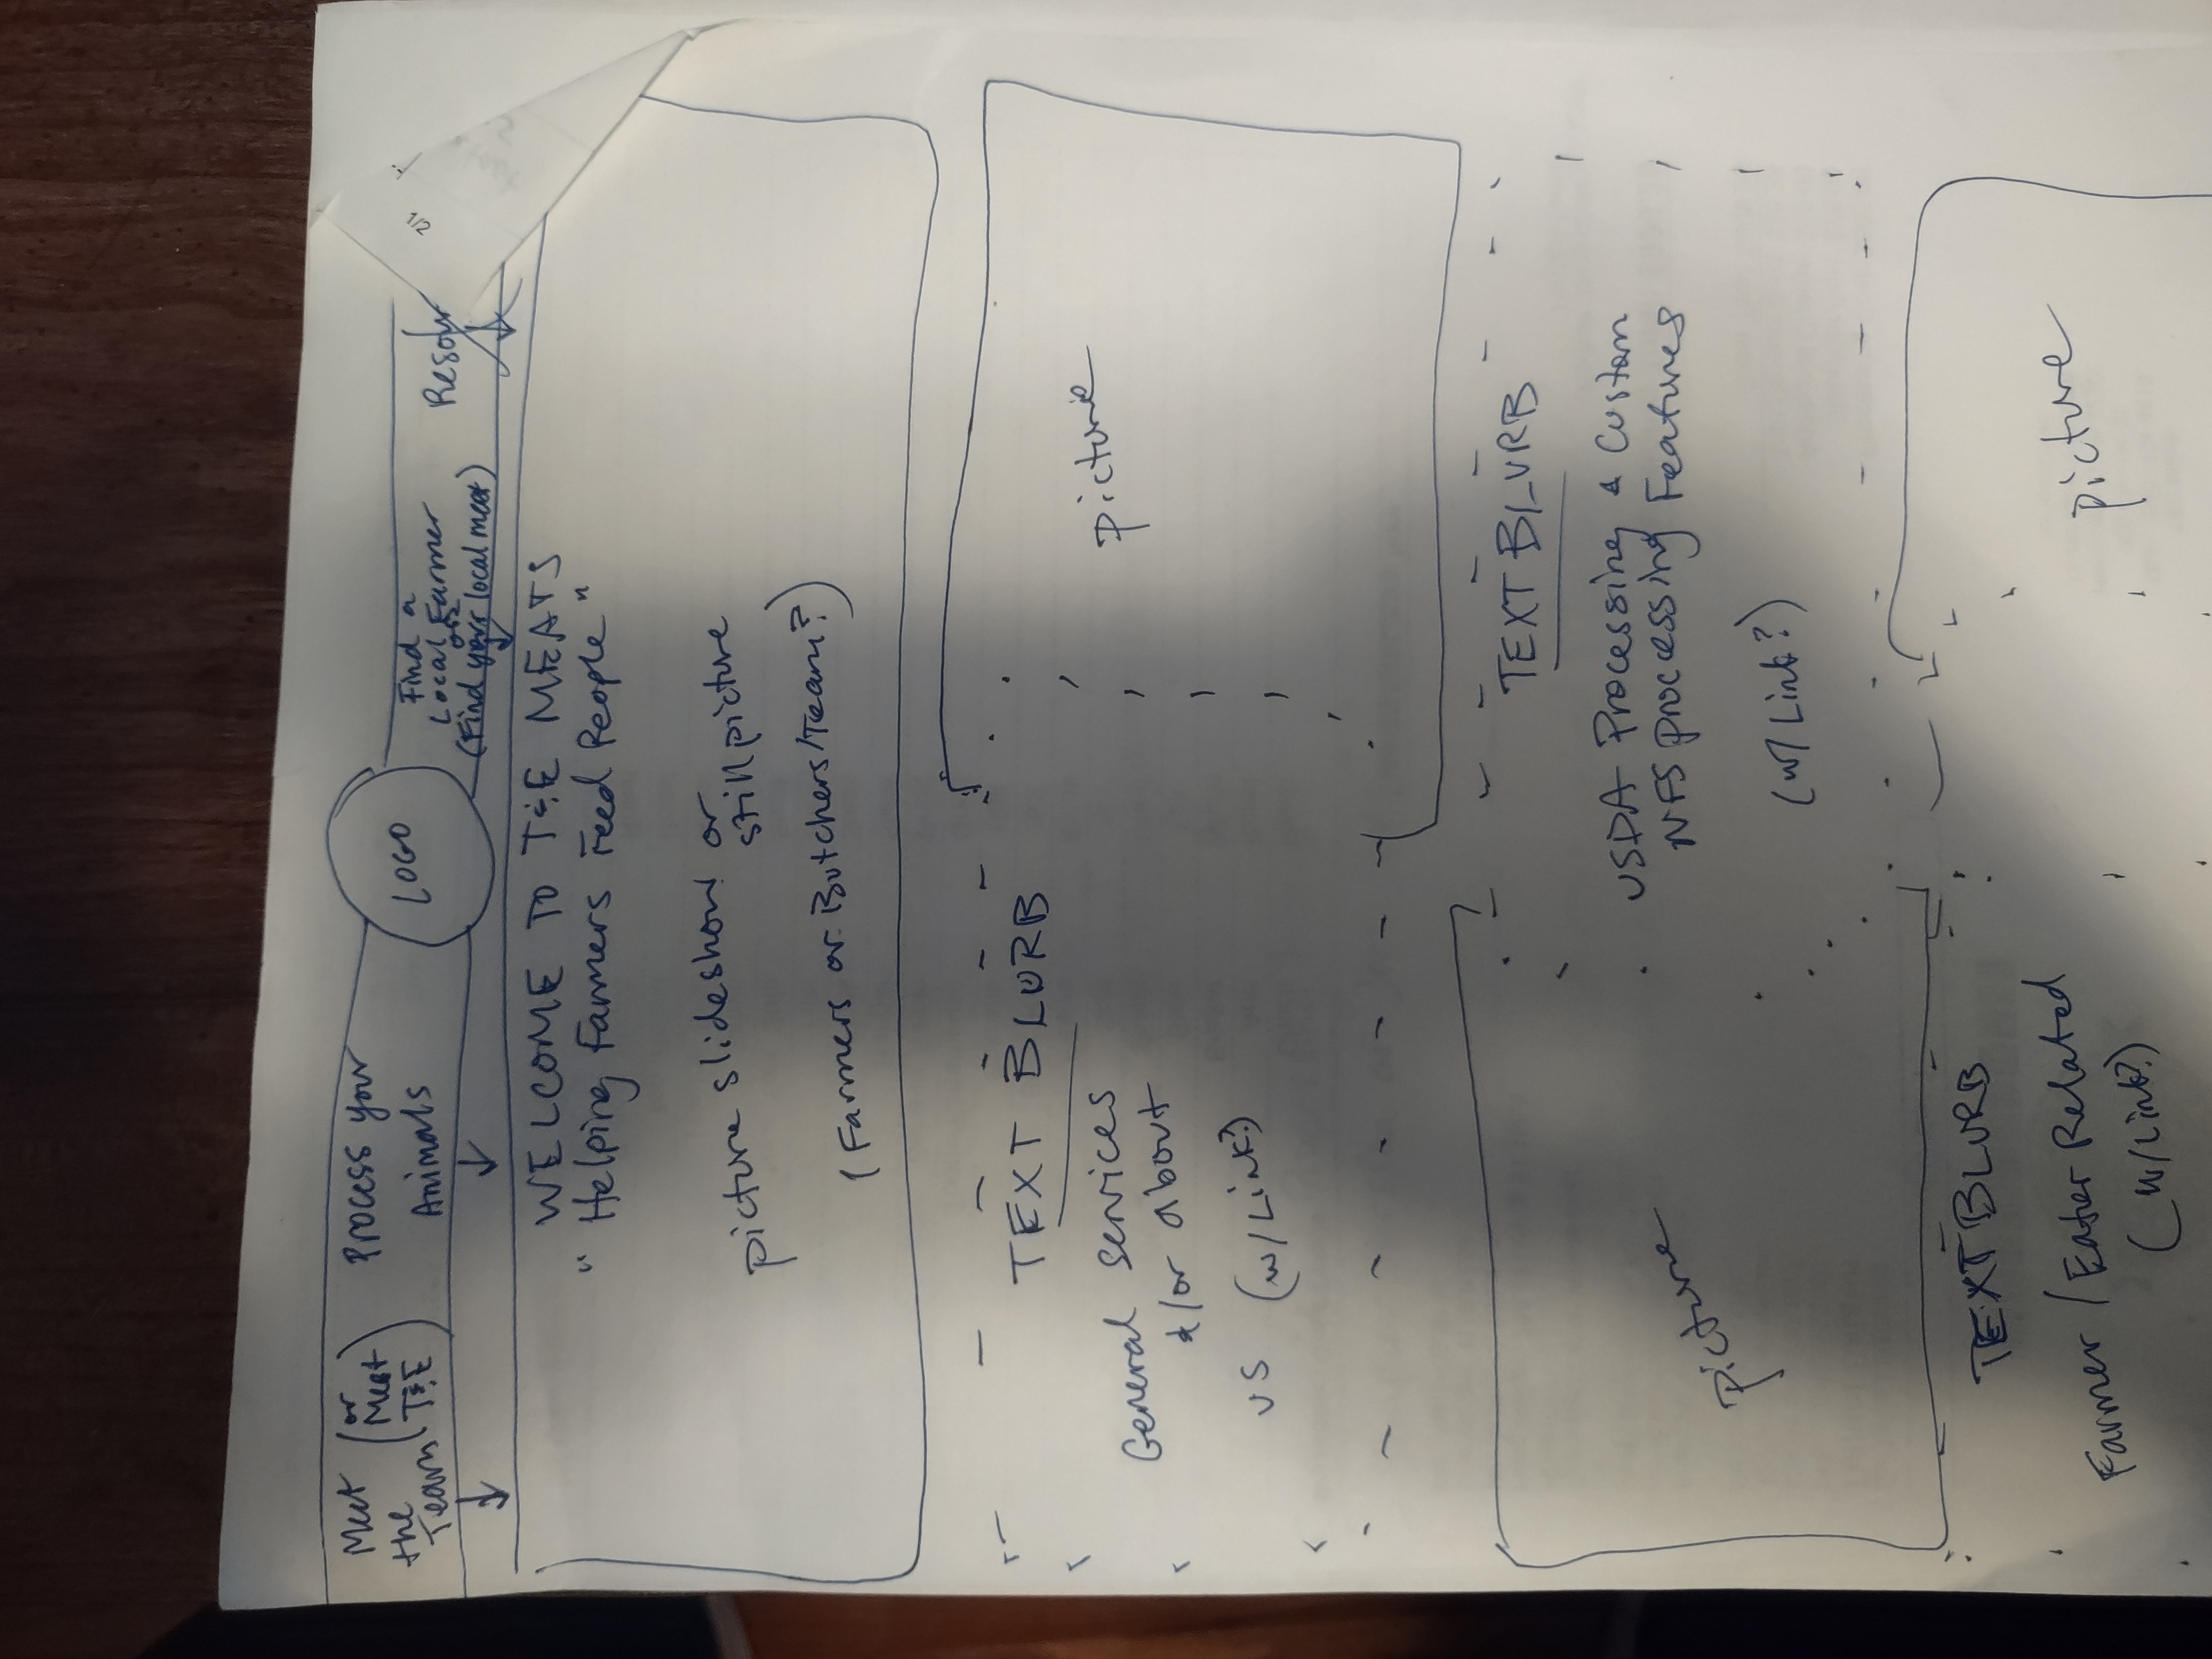 Meet the Team
(or Meet T&E)
Process your
Animals
LOGO
Find a
Local Farmer
or
(Find your local meat)
Resour
1/2
WELCOME TO T&E MEATS
"Helping Farmers Feed People"
picture slideshow or
still picture
(Farmers or Butchers/Team?)
TEXT BLURB
General services
&/or about
us (w/Link?)
picture
picture
TEXT BLURB
USDA Processing & Custom
NFS processing Features
(w/ Link?)
TEXT BLURB
Farmer/Eater Related
(w/Link?)
picture